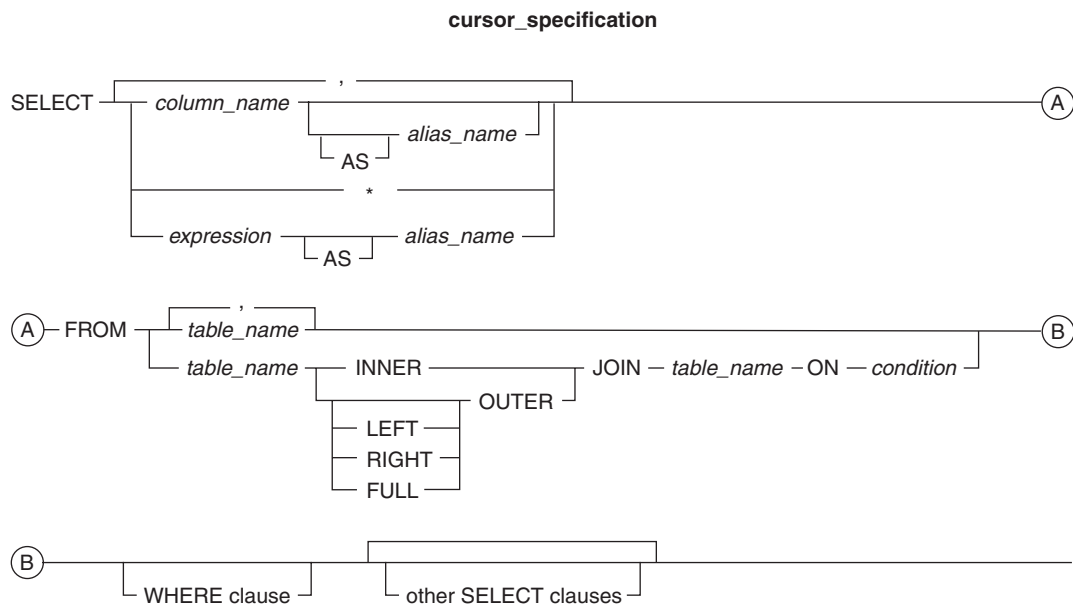 cursor_specification
,
SELECT column_name A
AS alias_name
*
expression AS alias_name
,
A FROM table_name B
table_name INNER JOIN table_name ON condition
OUTER
LEFT
RIGHT
FULL
B
WHERE clause other SELECT clauses